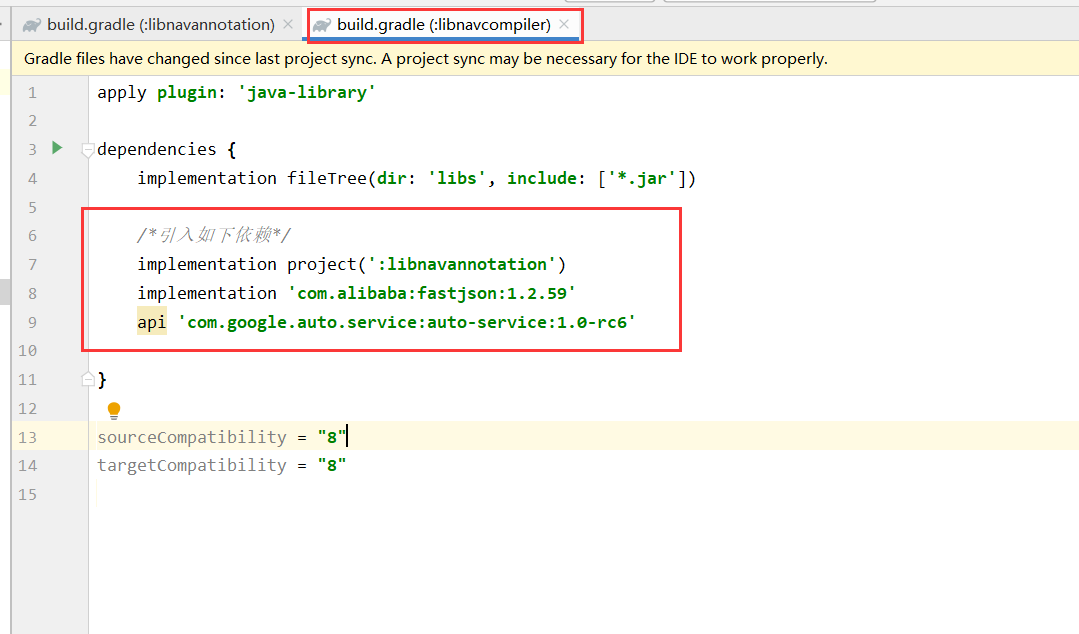 build.gradle (:libnavannotation) × build.gradle (:libnavcompiler) ×
Gradle files have changed since last project sync. A project sync may be necessary for the IDE to work properly.
1 apply plugin: 'java-library'
2
3 dependencies {
4 implementation fileTree(dir: 'libs', include: ['*.jar'])
5
6 /*引入如下依赖*/
7 implementation project(':libnavannotation')
8 implementation 'com.alibaba:fastjson:1.2.59'
9 api 'com.google.auto.service:auto-service:1.0-rc6'
10
11 }
12
13 sourceCompatibility = "8"
14 targetCompatibility = "8"
15